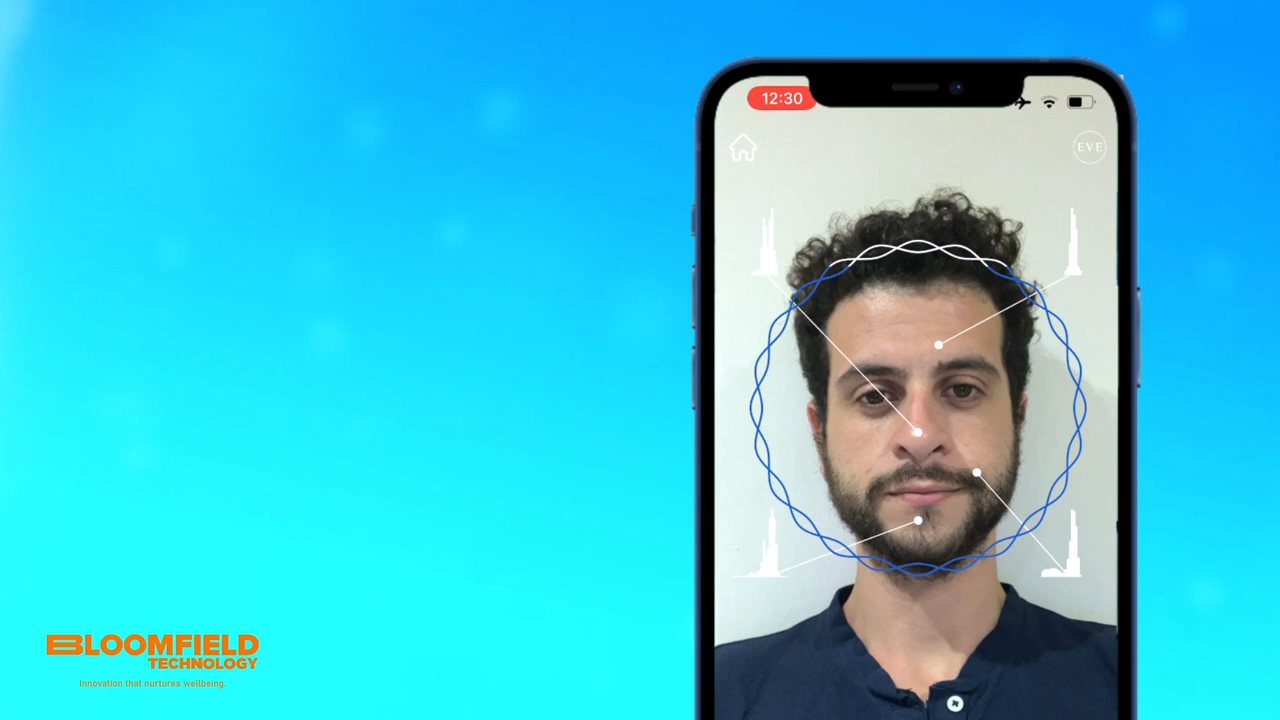 12:30
EVE
BLOOMFIELD
TECHNOLOGY
Innovation that nurtures wellbeing.